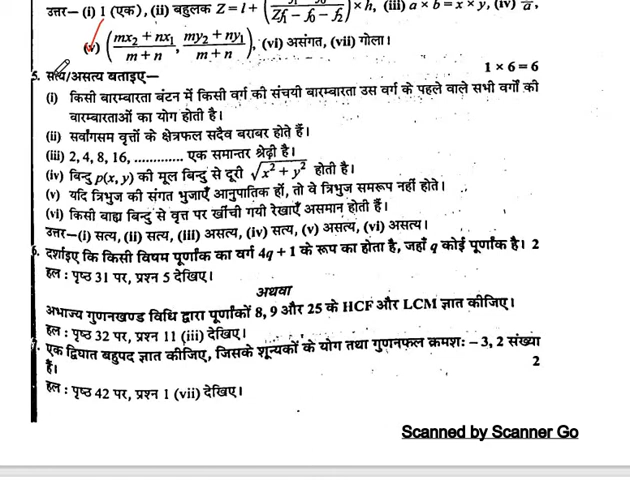 उत्तर— (i) 1 (एक), (ii) बहुलक Z = l + (f₁ − f₀ / 2f₁ − f₀ − f₂) × h, (iii) a × b = x × y, (iv) a,
(v) (mx₂ + nx₁ / m + n, my₂ + ny₁ / m + n), (vi) असंगत, (vii) गोला।
5. सत्य/असत्य बताइए— 1 × 6 = 6
(i) किसी बारम्बारता बंटन में किसी वर्ग की संचयी बारम्बारता उस वर्ग के पहले वाले सभी वर्गों की
बारम्बारताओं का योग होती है।
(ii) सर्वांगसम वृत्तों के क्षेत्रफल सदैव बराबर होते हैं।
(iii) 2, 4, 8, 16, ............. एक समान्तर श्रेढ़ी है।
(iv) बिन्दु p(x, y) की मूल बिन्दु से दूरी √x² + y² होती है।
(v) यदि त्रिभुज की संगत भुजाएँ आनुपातिक हों, तो वे त्रिभुज समरूप नहीं होते।
(vi) किसी बाह्य बिन्दु से वृत्त पर खींची गयी रेखाएँ असमान होती हैं।
उत्तर—(i) सत्य, (ii) सत्य, (iii) असत्य, (iv) सत्य, (v) असत्य, (vi) असत्य।
6. दर्शाइए कि किसी विषम पूर्णांक का वर्ग 4q + 1 के रूप का होता है, जहाँ q कोई पूर्णांक है। 2
हल : पृष्ठ 31 पर, प्रश्न 5 देखिए।
अथवा
अभाज्य गुणनखण्ड विधि द्वारा पूर्णांकों 8, 9 और 25 के HCF और LCM ज्ञात कीजिए।
हल : पृष्ठ 32 पर, प्रश्न 11 (iii) देखिए।
एक द्विघात बहुपद ज्ञात कीजिए, जिसके शून्यकों के योग तथा गुणनफल क्रमशः – 3, 2 संख्या
हैं। 2
हल : पृष्ठ 42 पर, प्रश्न 1 (vii) देखिए।
Scanned by Scanner Go